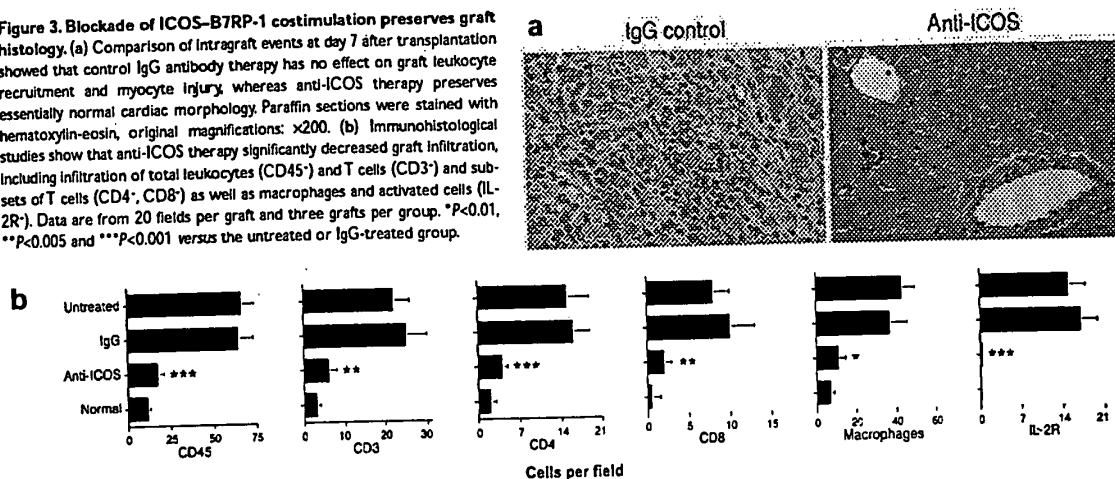 Figure 3. Blockade of ICOS–B7RP-1 costimulation preserves graft
histology. (a) Comparison of intragraft events at day 7 after transplantation
showed that control IgG antibody therapy has no effect on graft leukocyte
recruitment and myocyte injury, whereas anti-ICOS therapy preserves
essentially normal cardiac morphology. Paraffin sections were stained with
hematoxylin-eosin, original magnifications: ×200. (b) Immunohistological
studies show that anti-ICOS therapy significantly decreased graft infiltration,
including infiltration of total leukocytes (CD45⁺) and T cells (CD3⁺) and sub-
sets of T cells (CD4⁺, CD8⁺) as well as macrophages and activated cells (IL-
2R⁺). Data are from 20 fields per graft and three grafts per group. *P<0.01,
**P<0.005 and ***P<0.001 versus the untreated or IgG-treated group.
a
IgG control
Anti-ICOS
b
Untreated
IgG
Anti-ICOS *** ** *** ** * ***
Normal
0 25 50 75
CD45
0 10 20 30
CD3
0 7 14 21
CD4
0 5 10 15
CD8
0 20 40 60
Macrophages
0 7 14 21
IL-2R
Cells per field